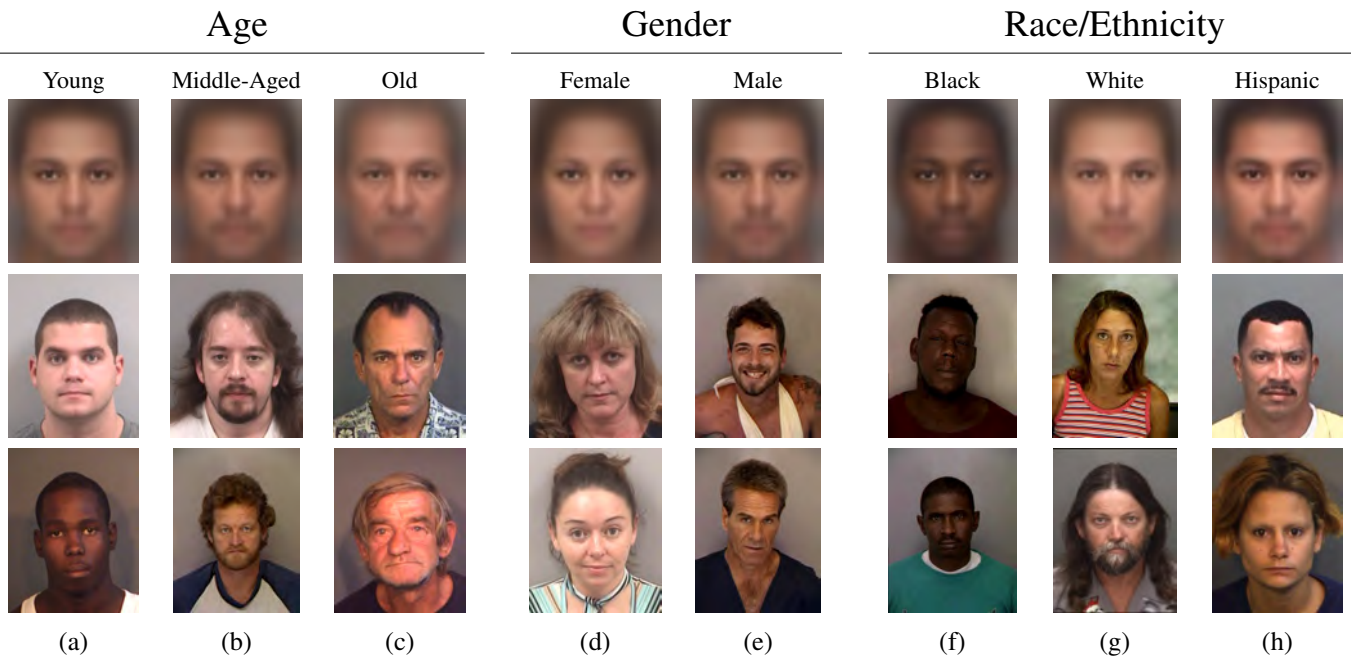 Age Gender Race/Ethnicity
Young Middle-Aged Old Female Male Black White Hispanic
(a) (b) (c) (d) (e) (f) (g) (h)